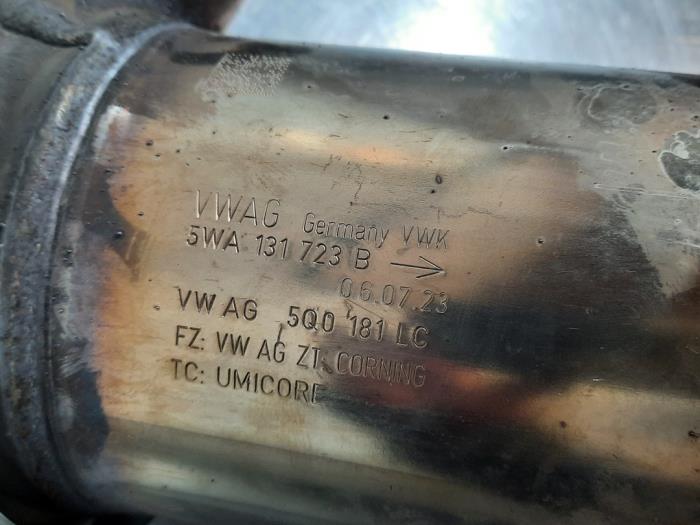 VWAG Germany VWK
5WA 131 723 B →
06.07.23
VW AG 5Q0 181 LC
FZ: VW AG ZT: CORNING
TC: UMICORE